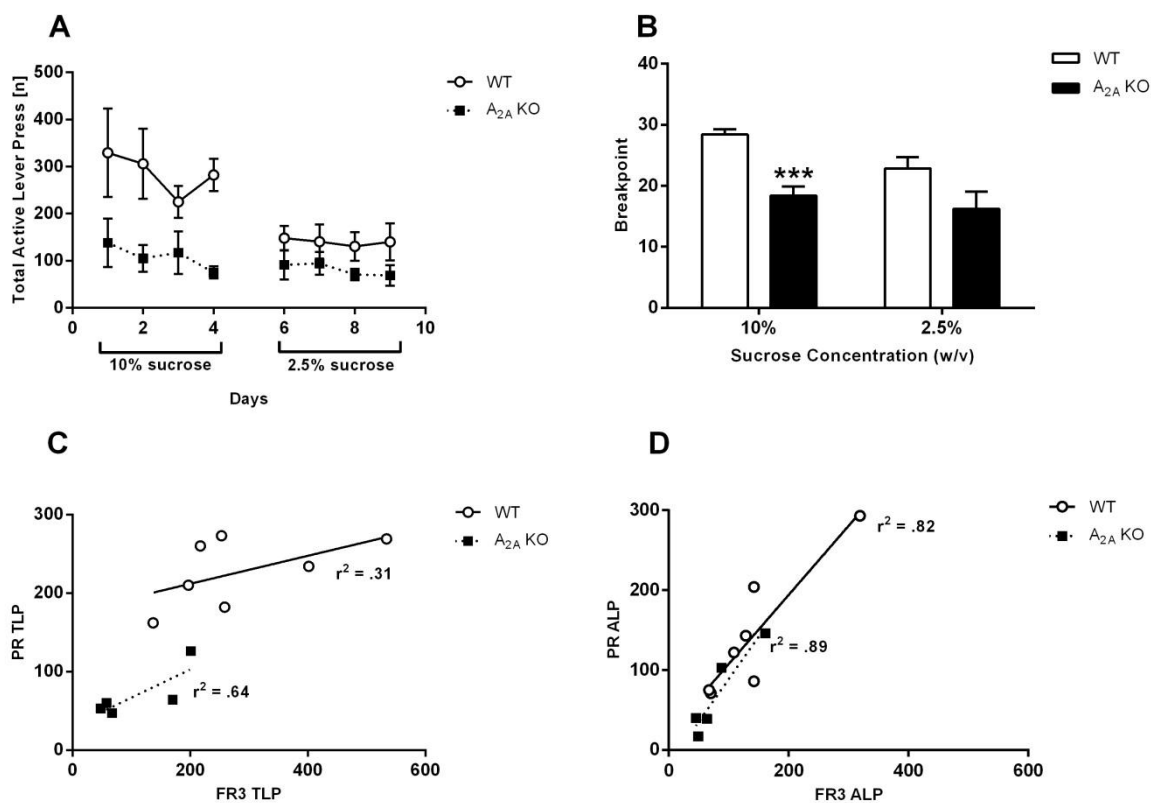 A
Total Active Lever Press [n]
500
400
300
200
100
0
0 2 4 6 8 10
10% sucrose 2.5% sucrose
Days
WT
A2A KO
B
Breakpoint
40
30
20
10
0
***
10% 2.5%
Sucrose Concentration (w/v)
WT
A2A KO
C
PR TLP
300
200
100
0
r² = .31
r² = .64
0 200 400 600
FR3 TLP
WT
A2A KO
D
PR ALP
300
200
100
0
r² = .82
r² = .89
0 200 400 600
FR3 ALP
WT
A2A KO